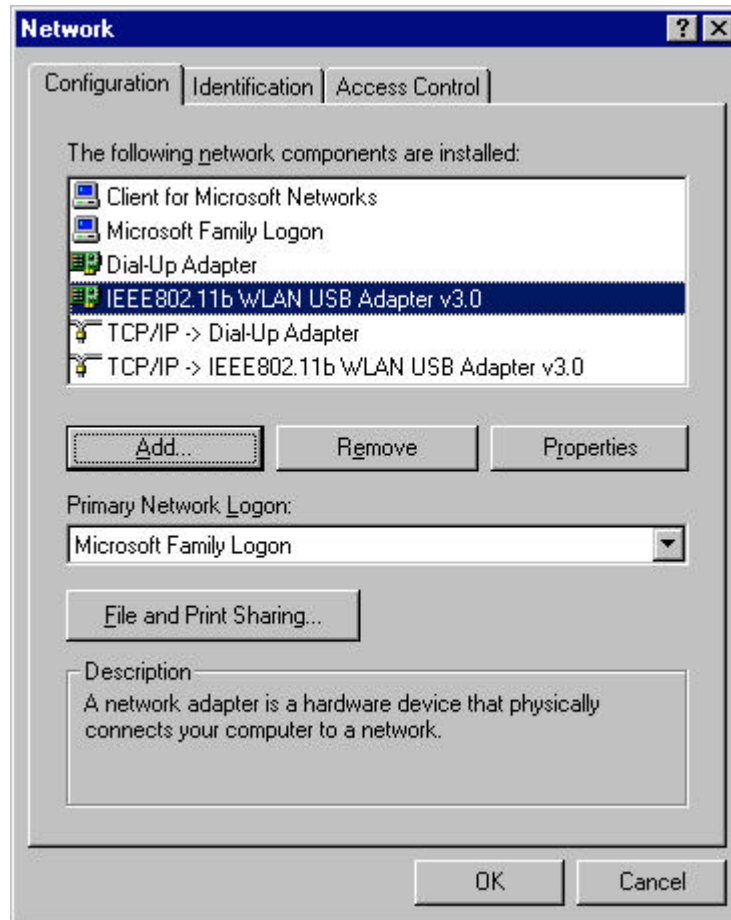 Network
Configuration Identification Access Control
The following network components are installed:
Client for Microsoft Networks
Microsoft Family Logon
Dial-Up Adapter
IEEE802.11b WLAN USB Adapter v3.0
TCP/IP -> Dial-Up Adapter
TCP/IP -> IEEE802.11b WLAN USB Adapter v3.0
Add... Remove Properties
Primary Network Logon:
Microsoft Family Logon
File and Print Sharing...
Description
A network adapter is a hardware device that physically
connects your computer to a network.
OK Cancel